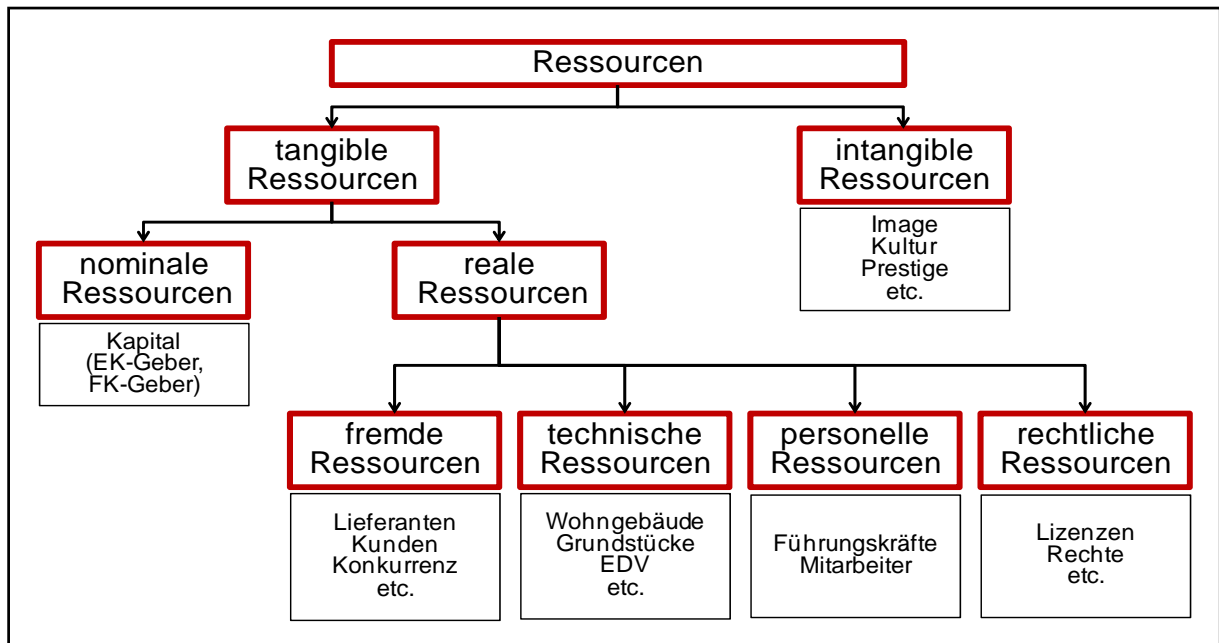 Ressourcen
tangible
Ressourcen
intangible
Ressourcen
Image
Kultur
Prestige
etc.
nominale
Ressourcen
reale
Ressourcen
Kapital
(EK-Geber,
FK-Geber)
fremde
Ressourcen
technische
Ressourcen
personelle
Ressourcen
rechtliche
Ressourcen
Lieferanten
Kunden
Konkurrenz
etc.
Wohngebäude
Grundstücke
EDV
etc.
Führungskräfte
Mitarbeiter
Lizenzen
Rechte
etc.